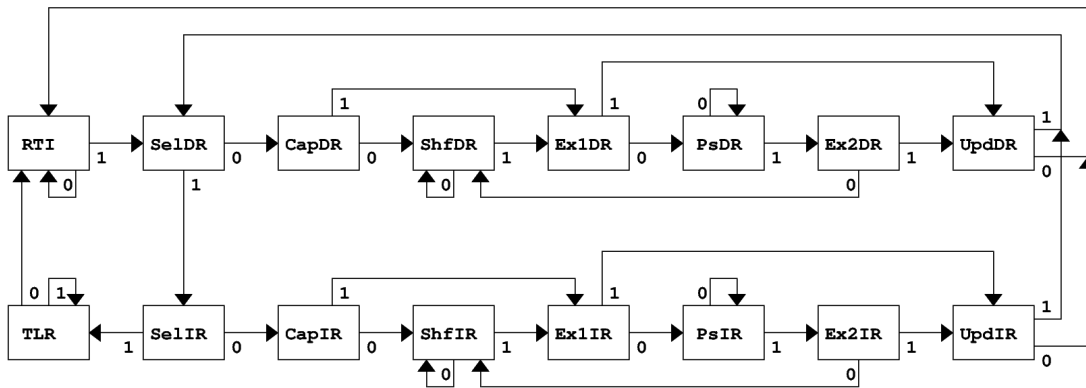 1 1
0 1
RTI SelDR CapDR ShfDR Ex1DR PsDR Ex2DR UpdDR
1 0 0 1 0 1 1 0
0 1 0 0
0 1 1 1 0 1
TLR SelIR CapIR ShfIR Ex1IR PsIR Ex2IR UpdIR
1 0 0 1 0 1 1 0
0 0